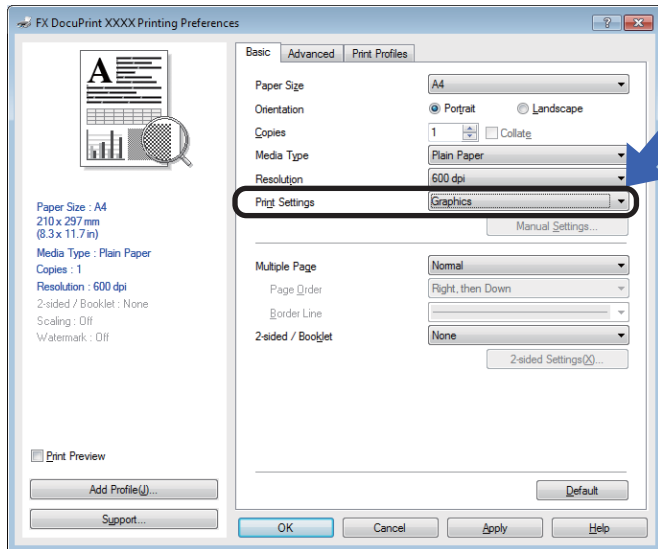 FX DocuPrint XXXX Printing Preferences
Basic Advanced Print Profiles
A
Paper Size : A4
210 x 297 mm
(8.3 x 11.7 in)
Media Type : Plain Paper
Copies : 1
Resolution : 600 dpi
2-sided / Booklet : None
Scaling : Off
Watermark : Off
Print Preview
Add Profile(J)...
Support...
Paper Size A4
Orientation Portrait Landscape
Copies 1 Collate
Media Type Plain Paper
Resolution 600 dpi
Print Settings Graphics
Manual Settings...
Multiple Page Normal
Page Order Right, then Down
Border Line
2-sided / Booklet None
2-sided Settings(X)...
Default
OK Cancel Apply Help